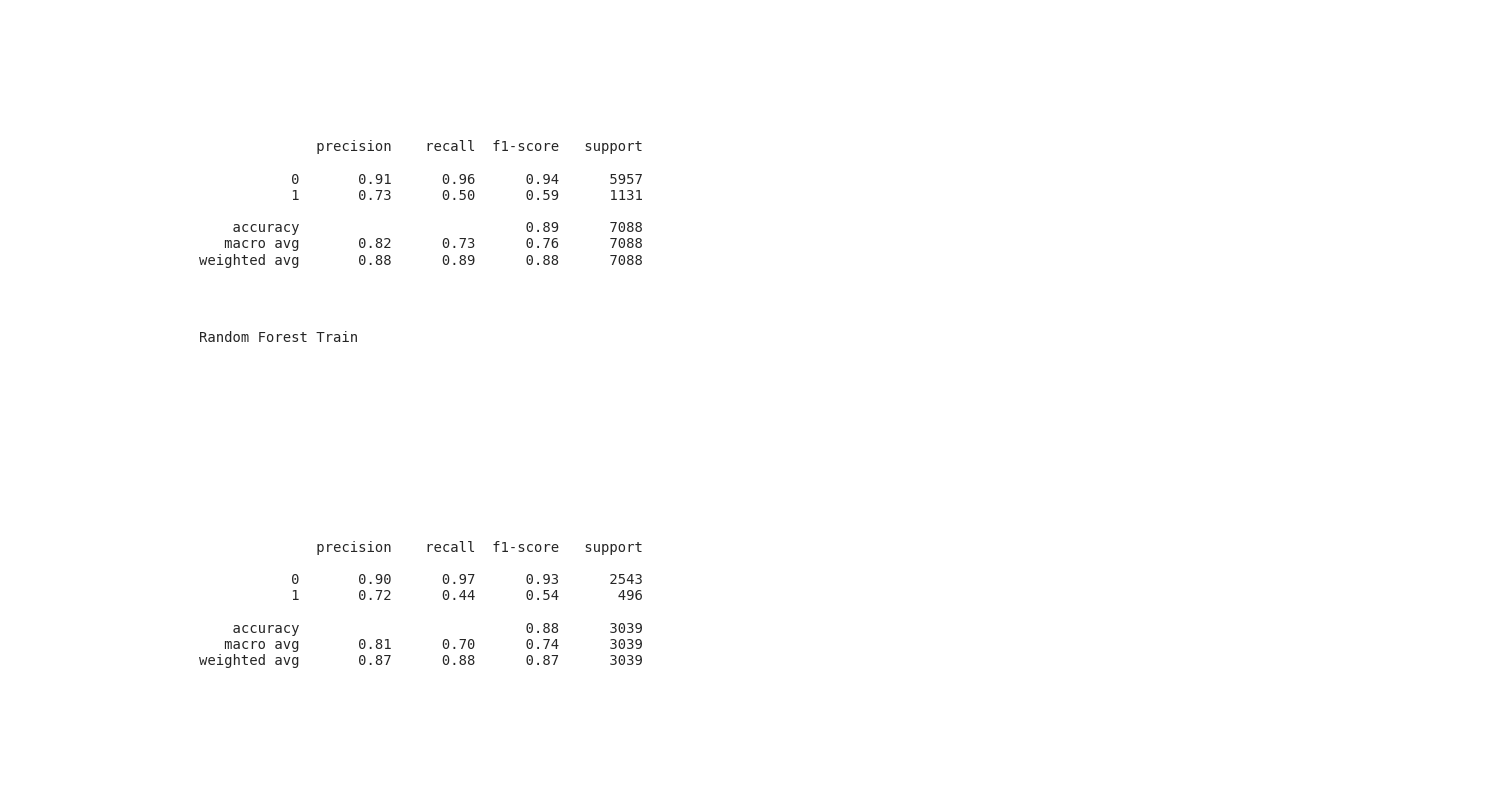 precision recall f1-score support
0 0.91 0.96 0.94 5957
1 0.73 0.50 0.59 1131
accuracy 0.89 7088
macro avg 0.82 0.73 0.76 7088
weighted avg 0.88 0.89 0.88 7088
Random Forest Train
precision recall f1-score support
0 0.90 0.97 0.93 2543
1 0.72 0.44 0.54 496
accuracy 0.88 3039
macro avg 0.81 0.70 0.74 3039
weighted avg 0.87 0.88 0.87 3039